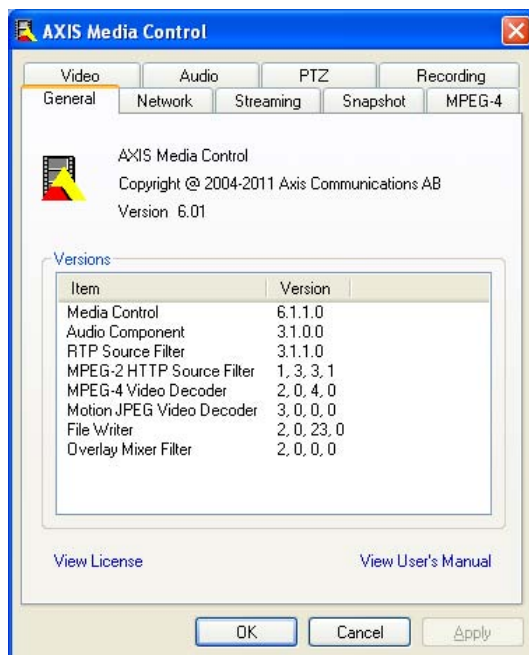 AXIS Media Control
Video Audio PTZ Recording
General Network Streaming Snapshot MPEG-4
AXIS Media Control
Copyright @ 2004-2011 Axis Communications AB
Version 6.01
Versions
Item Version
Media Control 6.1.1.0
Audio Component 3.1.0.0
RTP Source Filter 3.1.1.0
MPEG-2 HTTP Source Filter 1, 3, 3, 1
MPEG-4 Video Decoder 2, 0, 4, 0
Motion JPEG Video Decoder 3, 0, 0, 0
File Writer 2, 0, 23, 0
Overlay Mixer Filter 2, 0, 0, 0
View License View User's Manual
OK Cancel Apply